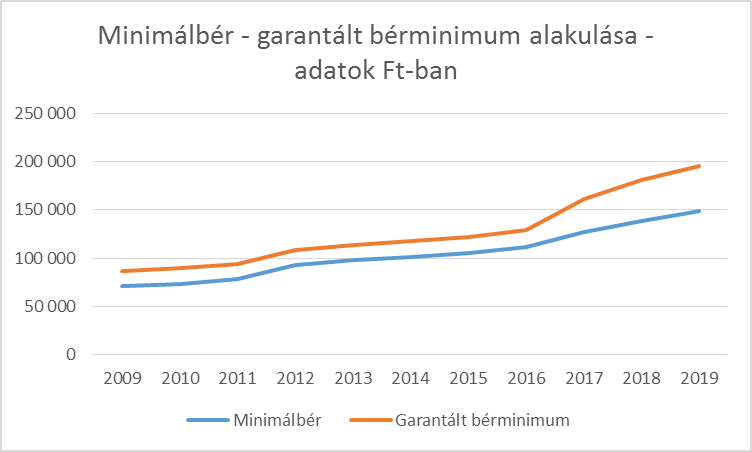 Minimálbér - garantált bérminimum alakulása -
adatok Ft-ban
250 000
200 000
150 000
100 000
50 000
0
2009 2010 2011 2012 2013 2014 2015 2016 2017 2018 2019
Minimálbér Garantált bérminimum